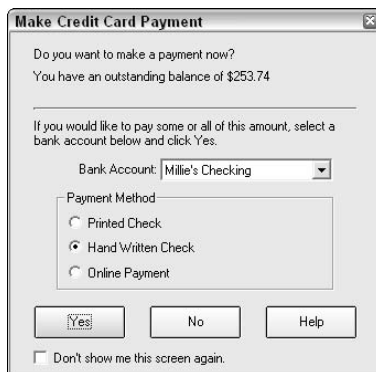 Make Credit Card Payment
Do you want to make a payment now?
You have an outstanding balance of $253.74
If you would like to pay some or all of this amount, select a
bank account below and click Yes.
Bank Account: Millie's Checking
Payment Method
Printed Check
Hand Written Check
Online Payment
Yes No Help
Don't show me this screen again.